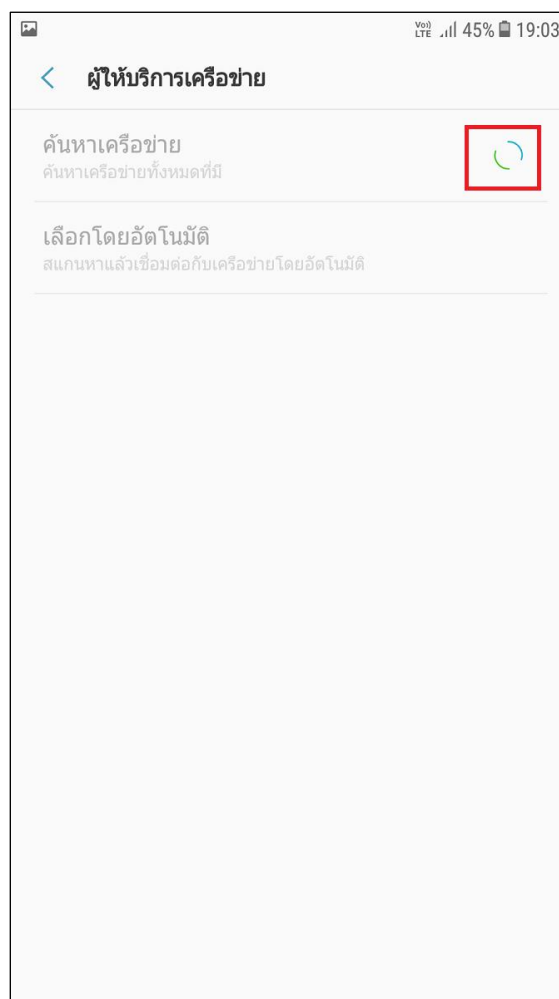 Vo)) LTE 45% 19:03
ผู้ให้บริการเครือข่าย
ค้นหาเครือข่าย
ค้นหาเครือข่ายทั้งหมดที่มี
เลือกโดยอัตโนมัติ
สแกนหาแล้วเชื่อมต่อกับเครือข่ายโดยอัตโนมัติ